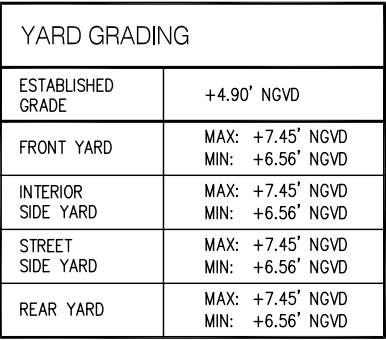 YARD GRADING
ESTABLISHED
GRADE
+4.90' NGVD
FRONT YARD
MAX: +7.45' NGVD
MIN: +6.56' NGVD
INTERIOR
SIDE YARD
MAX: +7.45' NGVD
MIN: +6.56' NGVD
STREET
SIDE YARD
MAX: +7.45' NGVD
MIN: +6.56' NGVD
REAR YARD
MAX: +7.45' NGVD
MIN: +6.56' NGVD